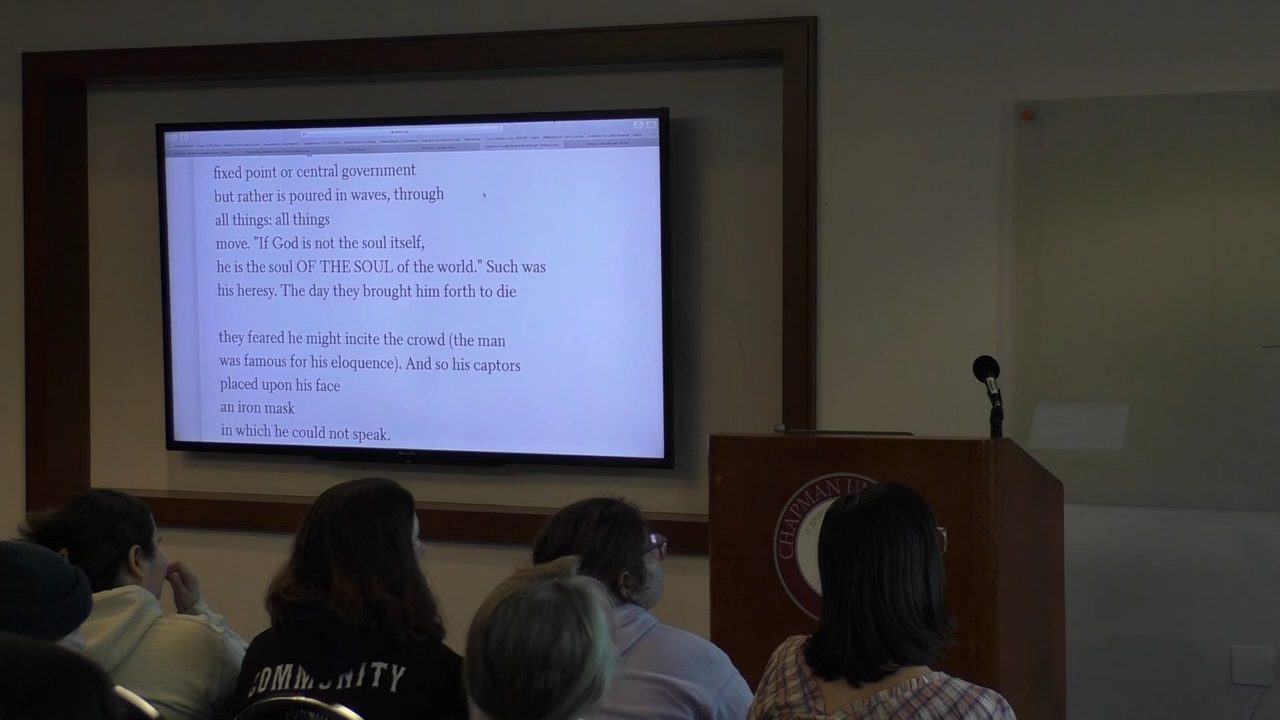 fixed point or central government
but rather is poured in waves, through
all things: all things
move. "If God is not the soul itself,
he is the soul OF THE SOUL of the world." Such was
his heresy. The day they brought him forth to die
they feared he might incite the crowd (the man
was famous for his eloquence). And so his captors
placed upon his face
an iron mask
in which he could not speak.
CHAPMAN
COMMUNITY